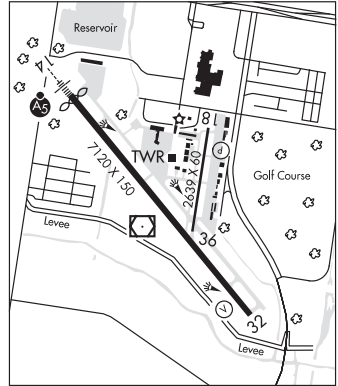 Reservoir
A5
18
P
TWR
7120 X 150
2639 X 60
Golf Course
36
Levee
V
32
Levee